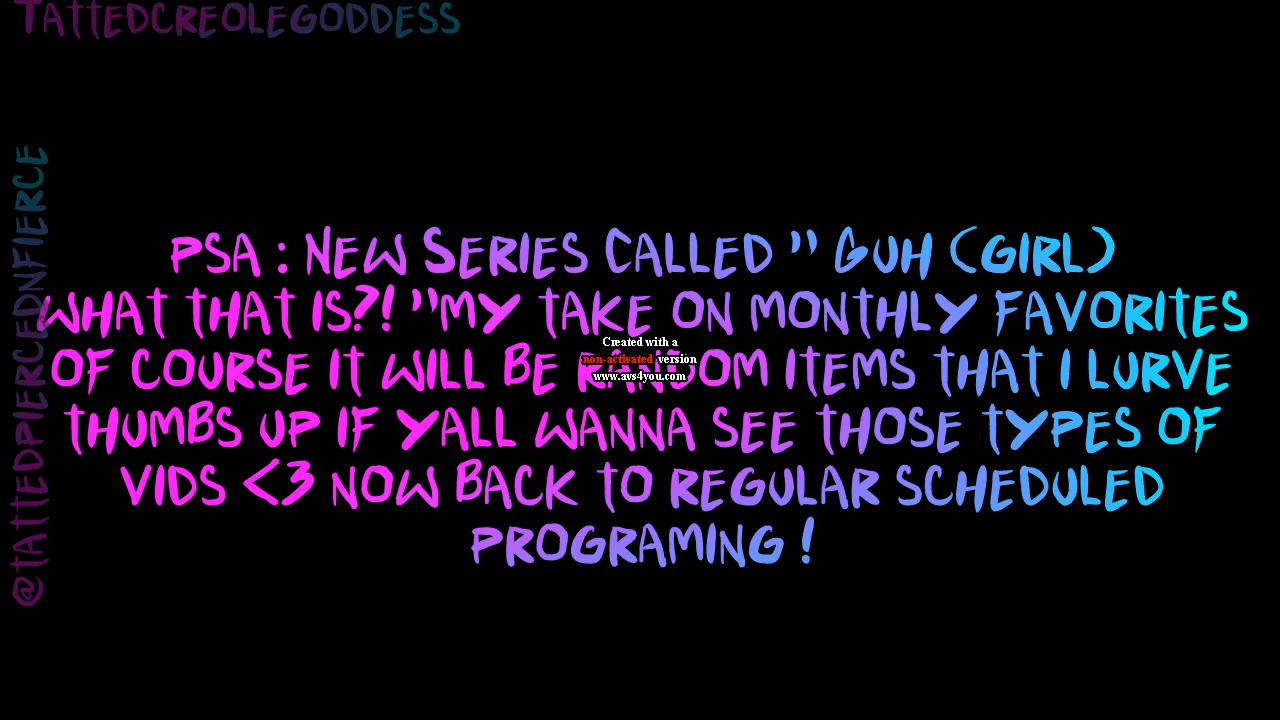 Tattedcreolegoddess
@tattedpiercednfierce
PSA : New Series Called " Guh (girl)
what that is?! "My take on monthly favorites
of course it will be random items that i lurve
thumbs up if yall wanna see those types of
vids <3 now back to regular scheduled
programing !
Created with a
non-activated version
www.avs4you.com